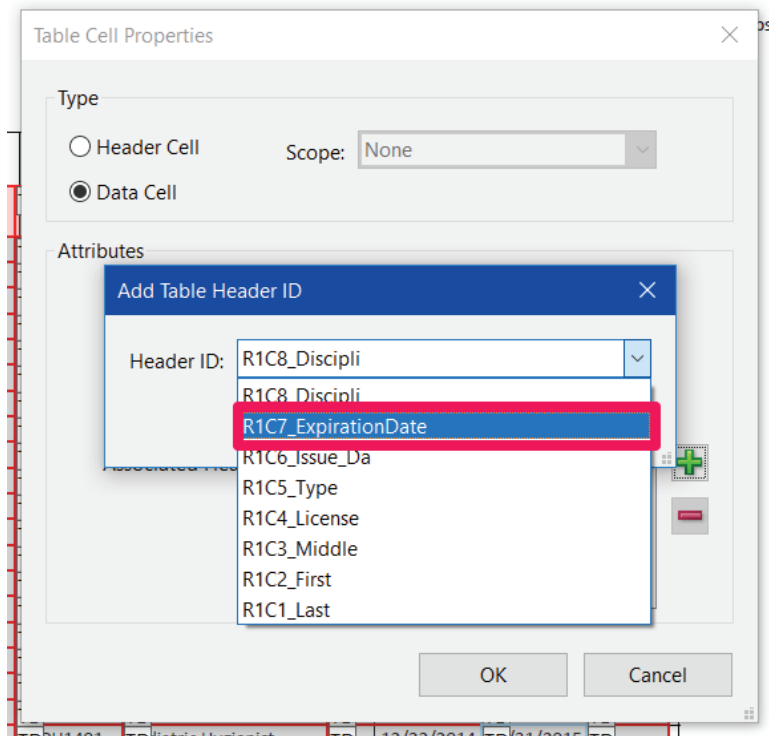 Table Cell Properties
Type
Header Cell
Scope: None
Data Cell
Attributes
Add Table Header ID
Header ID: R1C8_Discipli
R1C8_Discipli
R1C7_ExpirationDate
R1C6_Issue_Da
R1C5_Type
R1C4_License
R1C3_Middle
R1C2_First
R1C1_Last
OK Cancel